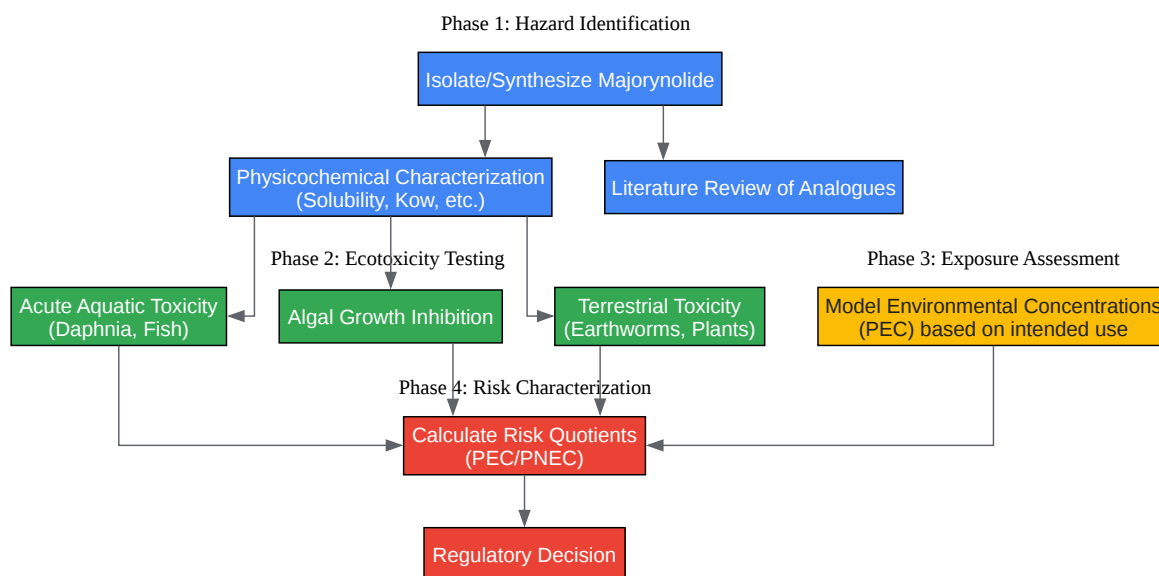 Phase 1: Hazard Identification
Isolate/Synthesize Majorynolide
Physicochemical Characterization
(Solubility, Kow, etc.)
Literature Review of Analogues
Phase 2: Ecotoxicity Testing
Phase 3: Exposure Assessment
Acute Aquatic Toxicity
(Daphnia, Fish)
Algal Growth Inhibition
Terrestrial Toxicity
(Earthworms, Plants)
Model Environmental Concentrations
(PEC) based on intended use
Phase 4: Risk Characterization
Calculate Risk Quotients
(PEC/PNEC)
Regulatory Decision